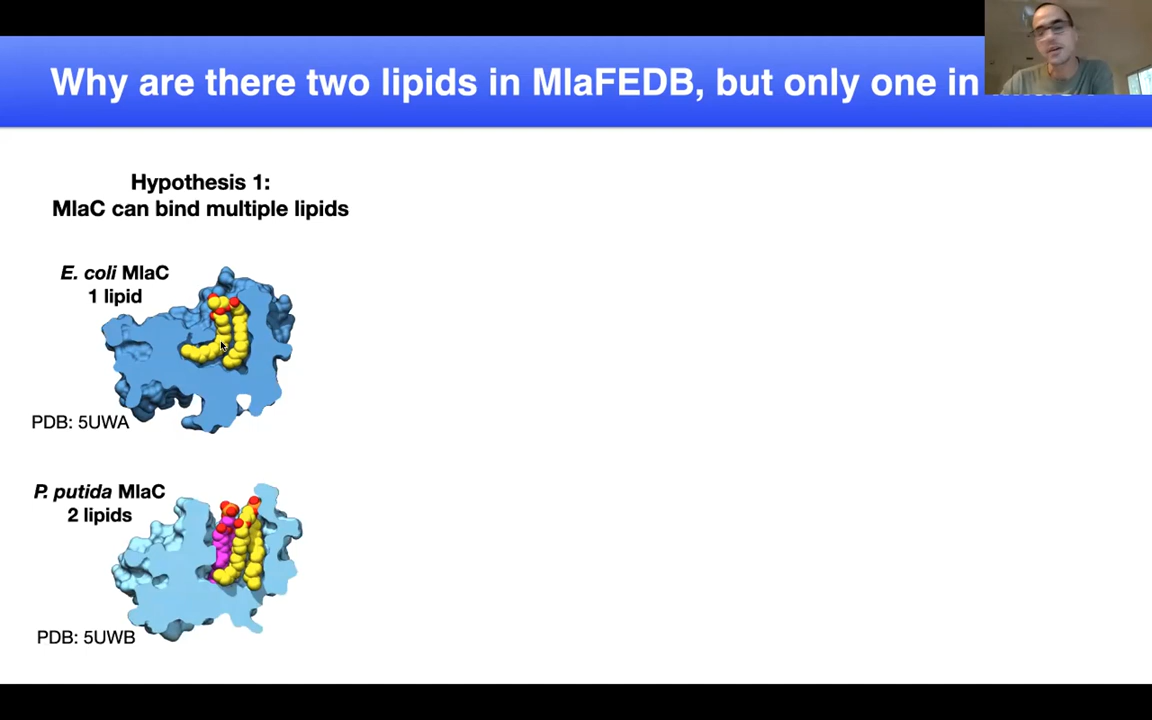 Why are there two lipids in MlaFEDB, but only one in
Hypothesis 1:
MlaC can bind multiple lipids
E. coli MlaC
1 lipid
PDB: 5UWA
P. putida MlaC
2 lipids
PDB: 5UWB